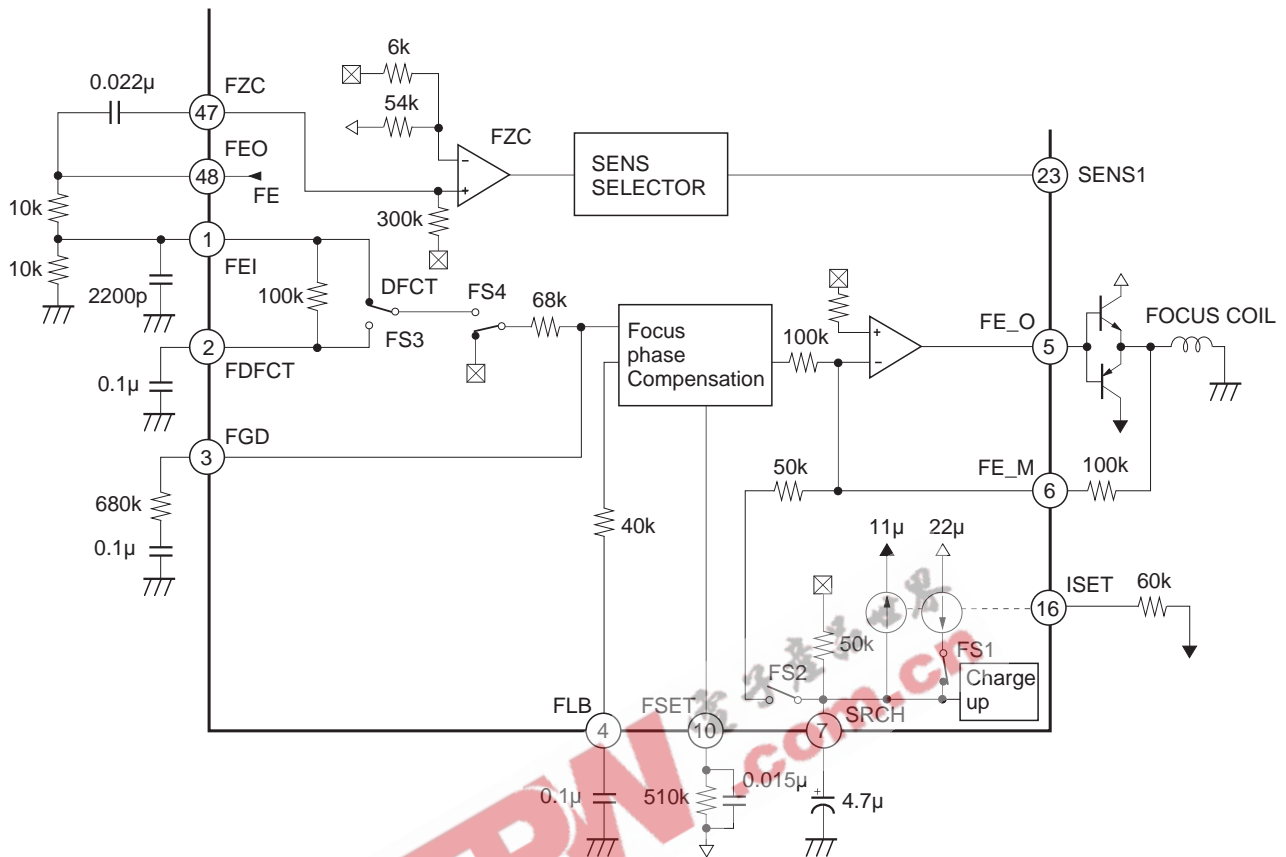 6k
0.022µ
FZC
47
54k
FZC
FEO
48
FE
SENS
SELECTOR
23
SENS1
10k
300k
1
FEI
10k
2200p
100k
DFCT
FS4
68k
FS3
Focus
phase
Compensation
100k
FE_O
5
FOCUS COIL
2
FDFCT
0.1µ
FGD
3
50k
FE_M
6
100k
680k
40k
11µ
22µ
0.1µ
ISET
16
60k
50k
FS1
FS2
Charge
up
FLB
FSET
SRCH
4
10
7
.com.cn
0.1µ
510k
0.015µ
4.7µ